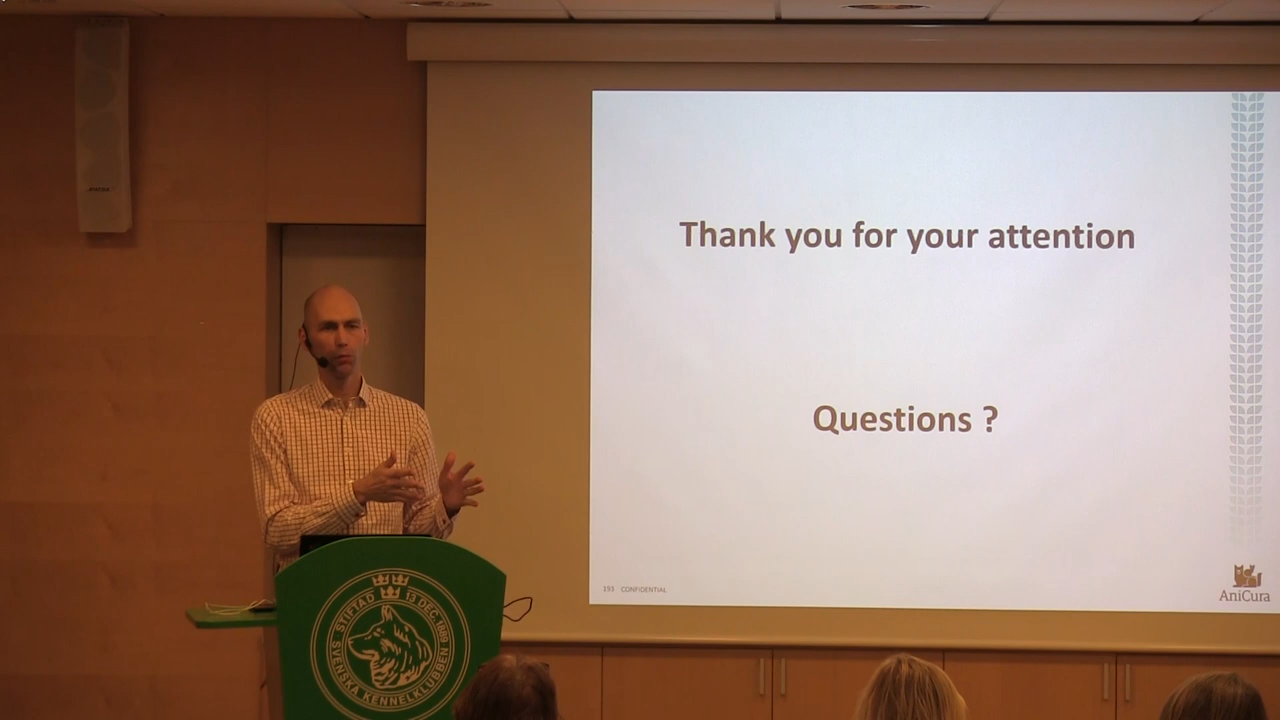 Thank you for your attention
Questions ?
193 CONFIDENTIAL
AniCura
STIFTAD 13 DEC. 1889
SVENSKA KENNELKLUBBEN